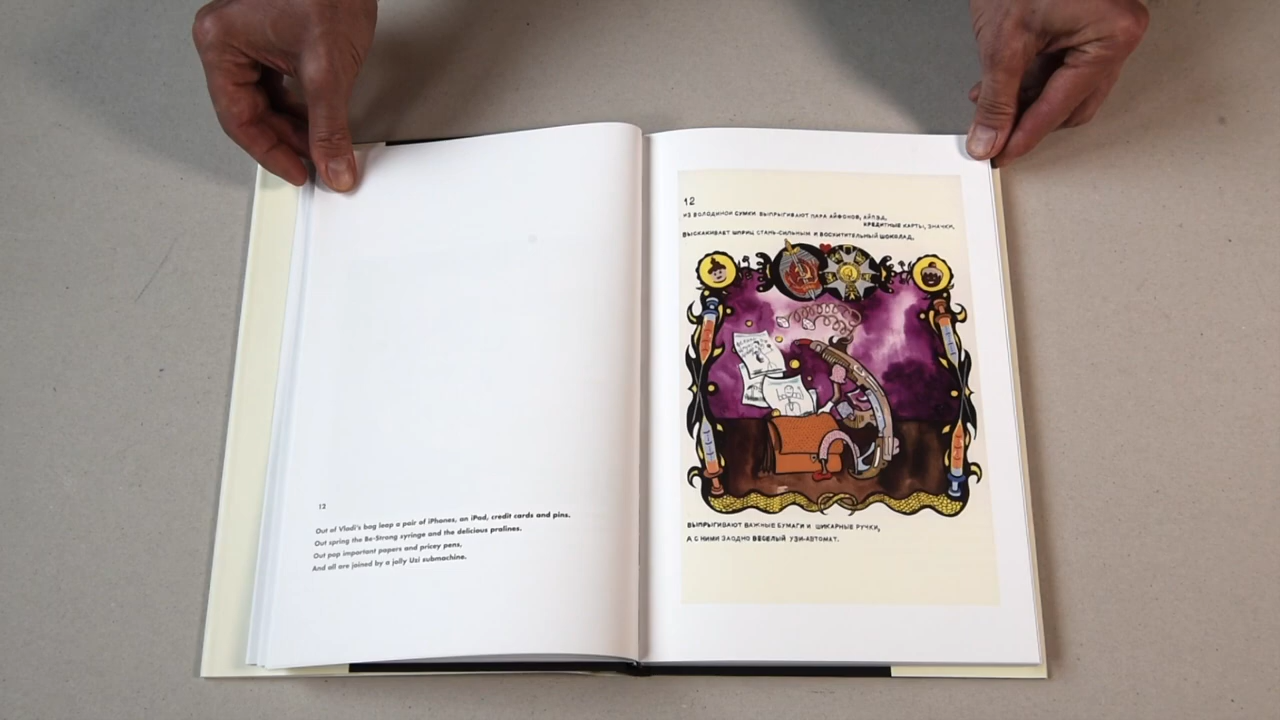 12
Out of Vladi's bag leap a pair of iPhones, an iPad, credit cards and pins.
Out spring the Be-Strong syringe and the delicious pralines.
Out pop important papers and pricey pens,
And all are joined by a jolly Uzi submachine.
12
ИЗ ВОЛОДИНОЙ СУМКИ ВЫПРЫГИВАЮТ ПАРА АЙФОНОВ, АЙПЭД,
КРЕДИТНЫЕ КАРТЫ, ЗНАЧКИ,
ВЫСКАКИВАЕТ ШПРИЦ СТАНЬ-СИЛЬНЫМ И ВОСХИТИТЕЛЬНЫЙ ШОКОЛАД,
ВЫПРЫГИВАЮТ ВАЖНЫЕ БУМАГИ И ШИКАРНЫЕ РУЧКИ,
А С НИМИ ЗАОДНО ВЕСЕЛЫЙ УЗИ-АВТОМАТ.